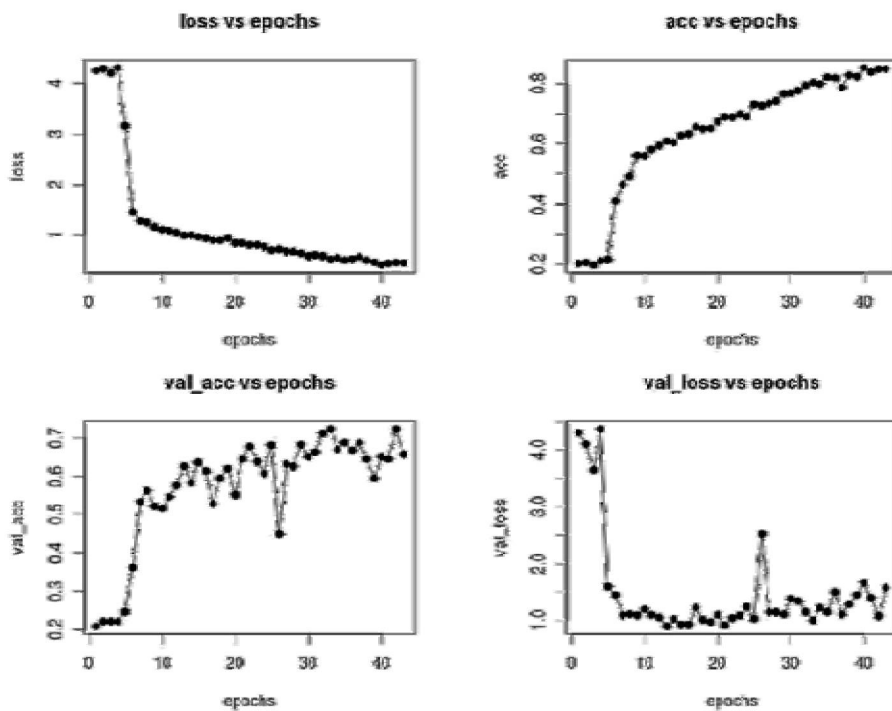 loss vs epochs
loss
4
3
2
1
0 10 20 30 40
epochs
acc vs epochs
acc
0.8
0.6
0.4
0.2
0 10 20 30 40
epochs
val_acc vs epochs
val_acc
0.7
0.6
0.5
0.4
0.3
0.2
0 10 20 30 40
epochs
val_loss vs epochs
val_loss
4.0
3.0
2.0
1.0
0 10 20 30 40
epochs